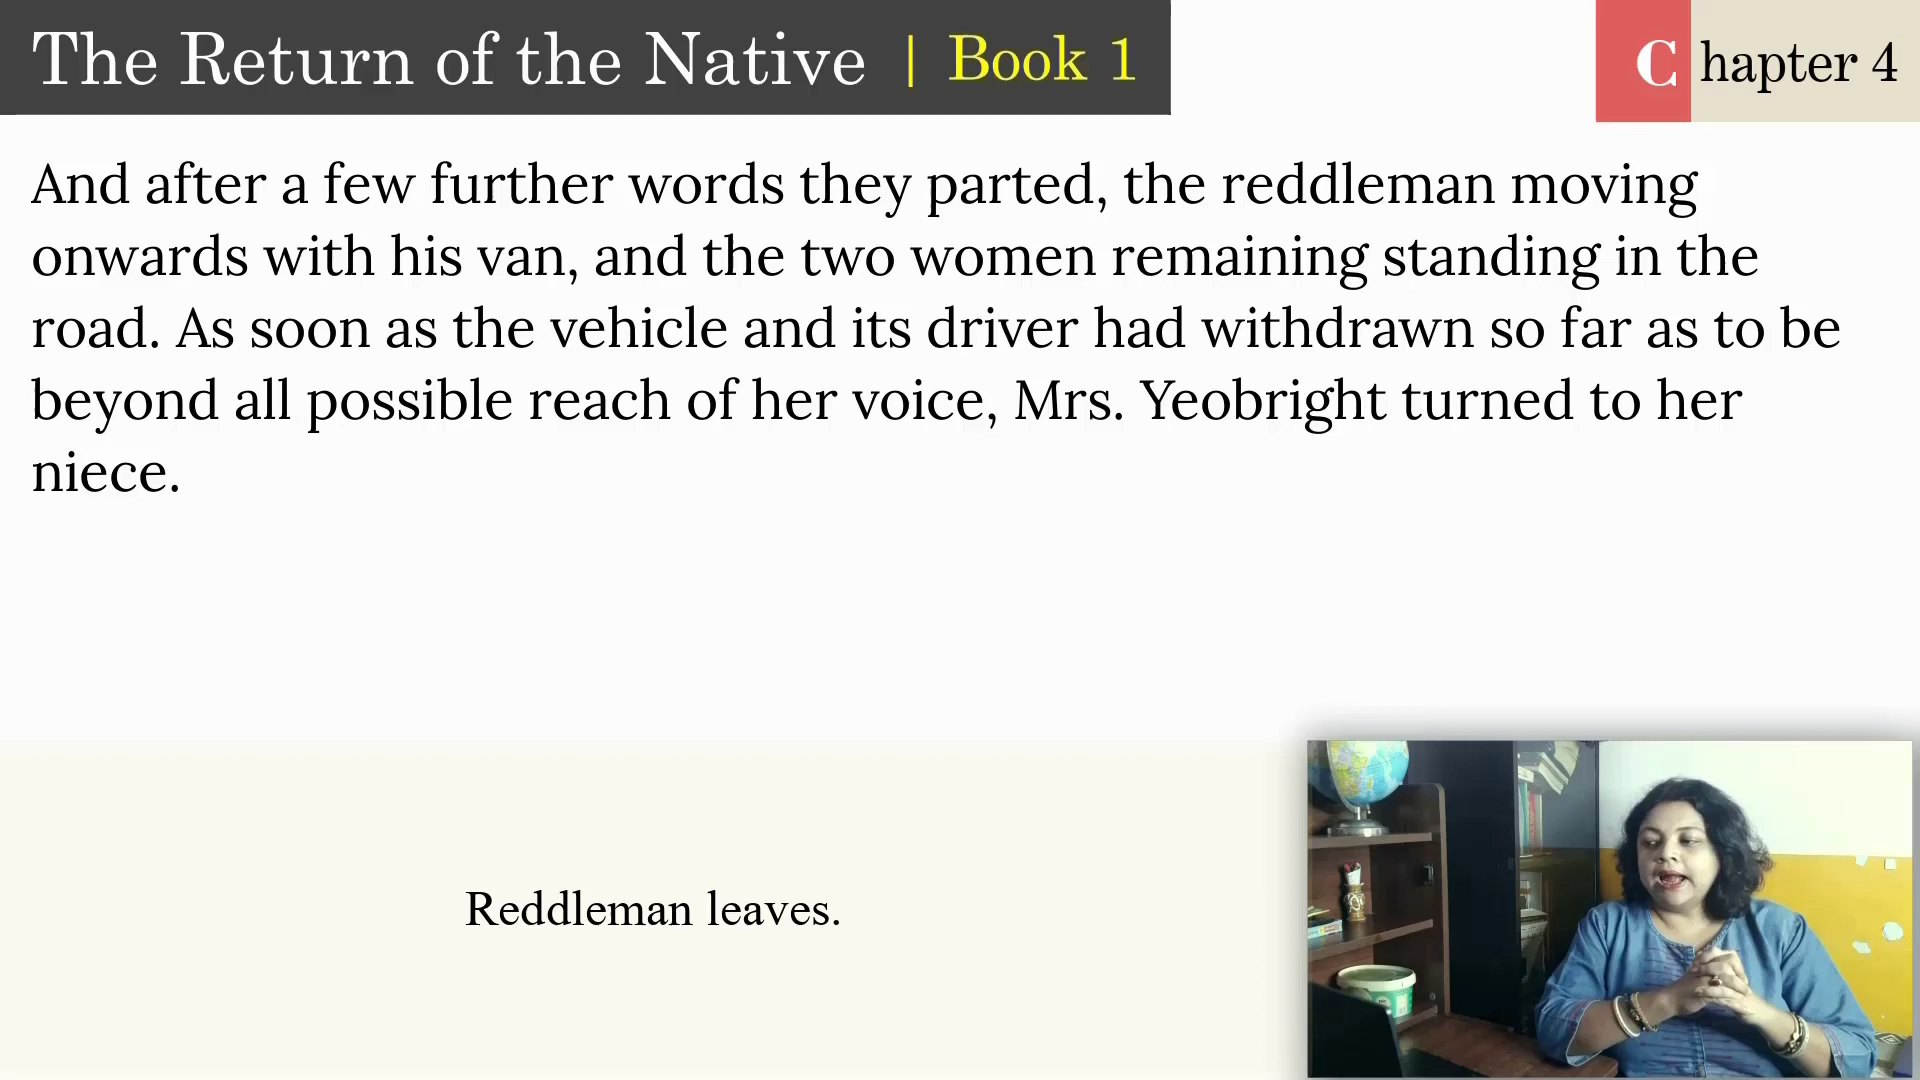 The Return of the Native | Book 1
Chapter 4
And after a few further words they parted, the reddleman moving
onwards with his van, and the two women remaining standing in the
road. As soon as the vehicle and its driver had withdrawn so far as to be
beyond all possible reach of her voice, Mrs. Yeobright turned to her
niece.
Reddleman leaves.